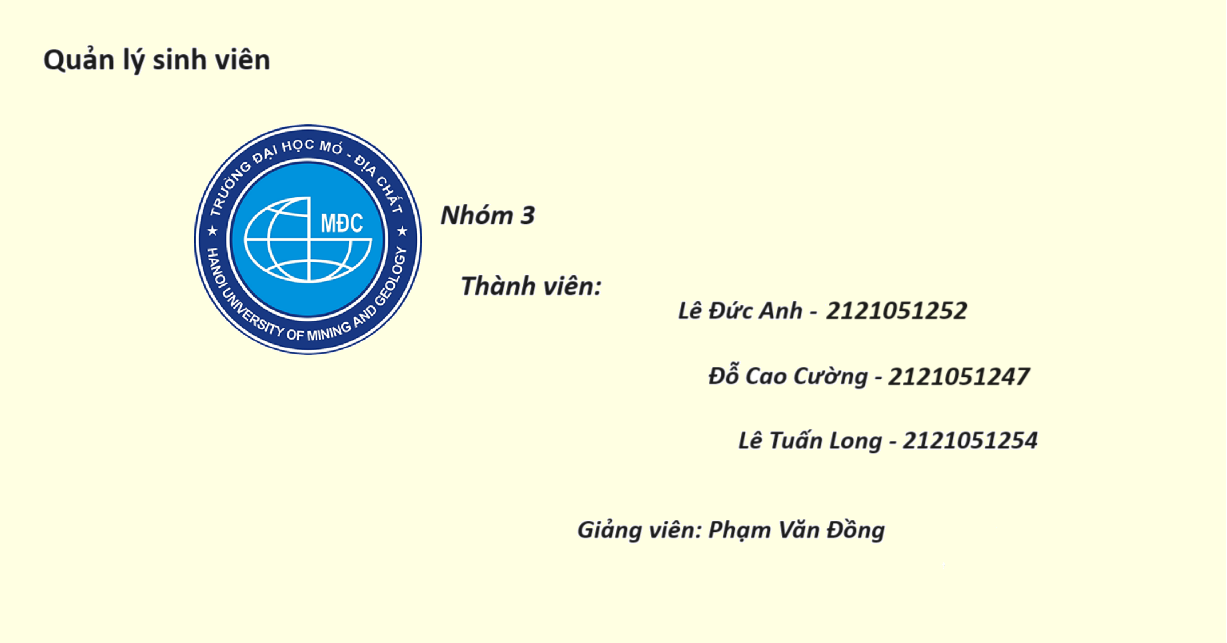 Quản lý sinh viên
TRƯỜNG ĐẠI HỌC MỎ - ĐỊA CHẤT
MĐC
HANOI UNIVERSITY OF MINING AND GEOLOGY
Nhóm 3
Thành viên:
Lê Đức Anh - 2121051252
Đỗ Cao Cường - 2121051247
Lê Tuấn Long - 2121051254
Giảng viên: Phạm Văn Đồng